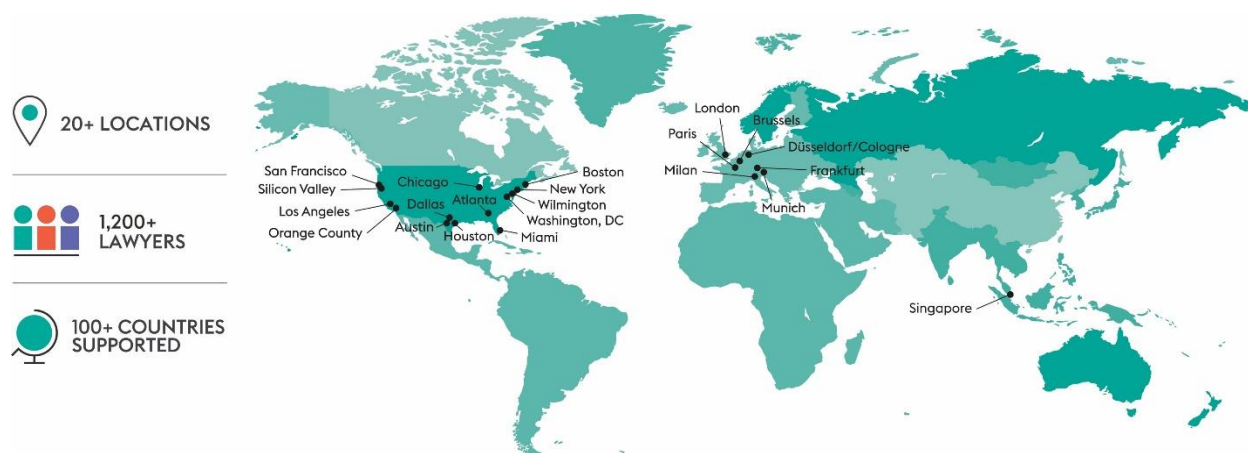 20+ LOCATIONS
1,200+
LAWYERS
100+ COUNTRIES
SUPPORTED
San Francisco
Silicon Valley
Los Angeles
Orange County
Chicago
Dallas
Atlanta
Austin
Houston
Boston
New York
Wilmington
Washington, DC
Miami
London
Brussels
Paris
Düsseldorf/Cologne
Milan
Frankfurt
Munich
Singapore